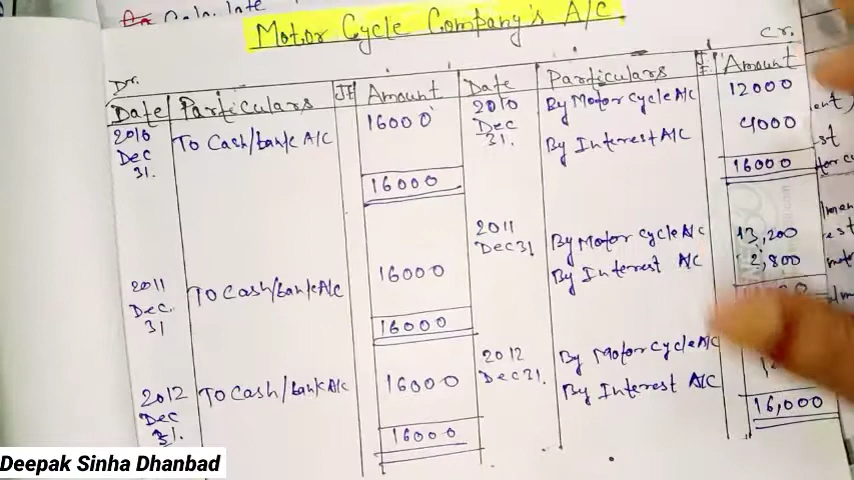 Motor Cycle Company's A/c
Dr. Cr.
Date Particulars J.F Amount Date Particulars J.F Amount
2010 Dec 31. To Cash/bank A/c 16000 2010 Dec 31. By Motor Cycle A/c 12000
By Interest A/c 4000
16000 16000
2011 Dec 31 By Motor Cycle A/c 13,200
2011 Dec. 31 To Cash/bank A/c 16000 By Interest A/c 2,800
16000
2012 Dec 31. To Cash/bank A/c 16000 2012 Dec 31. By Motor cycle A/c
By Interest A/c
16000 16,000
Deepak Sinha Dhanbad